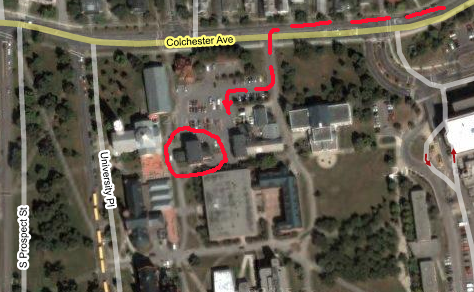 Colchester Ave
University Pl
S Prospect St